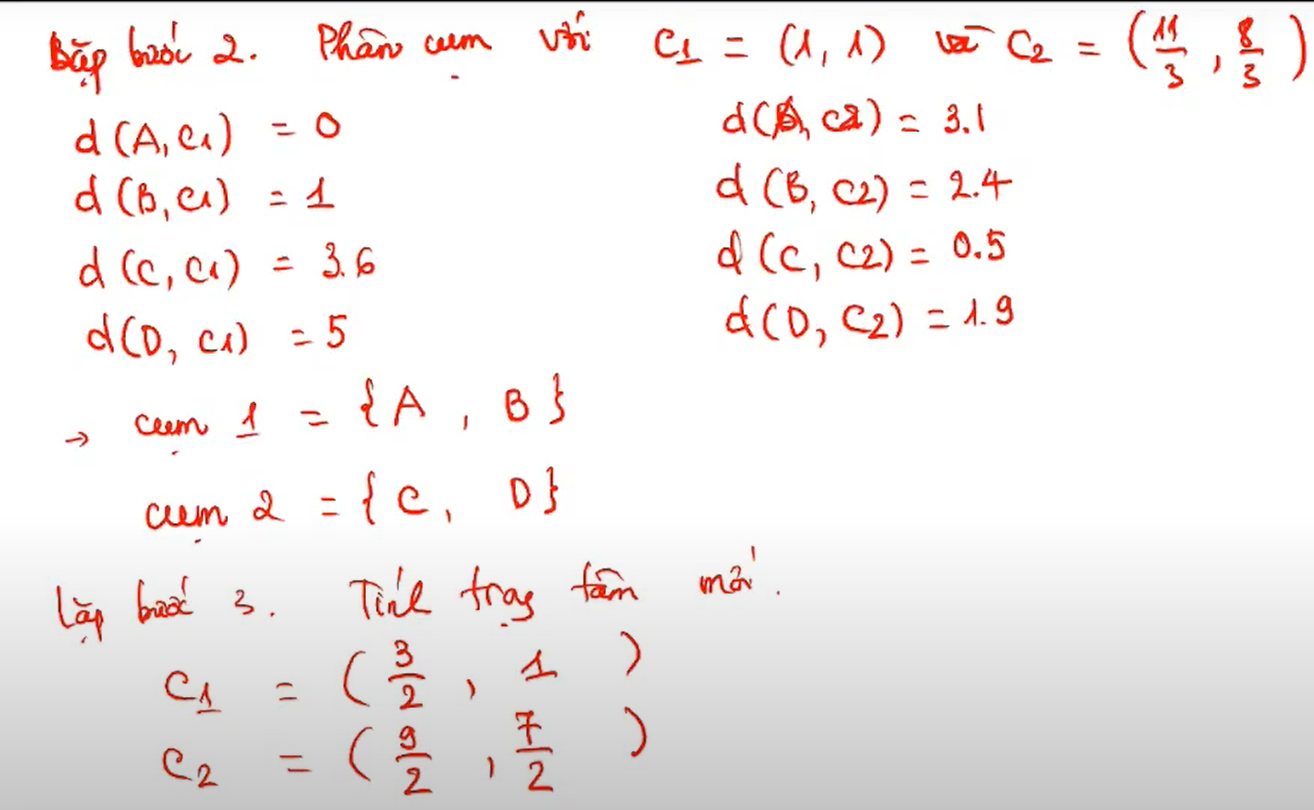 Lặp bước 2. Phân cụm với C1 = (1, 1) và C2 = (11/3, 8/3)
d(A, C1) = 0
d(A, C2) = 3.1
d(B, C1) = 1
d(B, C2) = 2.4
d(C, C1) = 3.6
d(C, C2) = 0.5
d(D, C1) = 5
d(D, C2) = 1.9
→ cụm 1 = {A, B}
cụm 2 = {C, D}
Lặp bước 3. Tính trọg tâm mới.
C1 = (3/2, 1)
C2 = (9/2, 7/2)